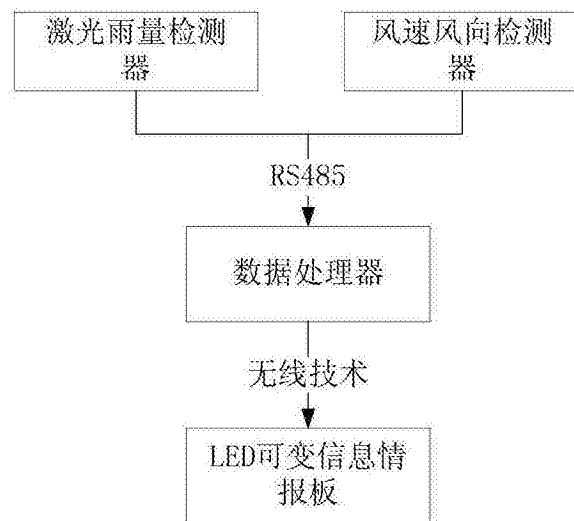 激光雨量检测
器
风速风向检测
器
RS485
数据处理器
无线技术
LED可变信息情
报板